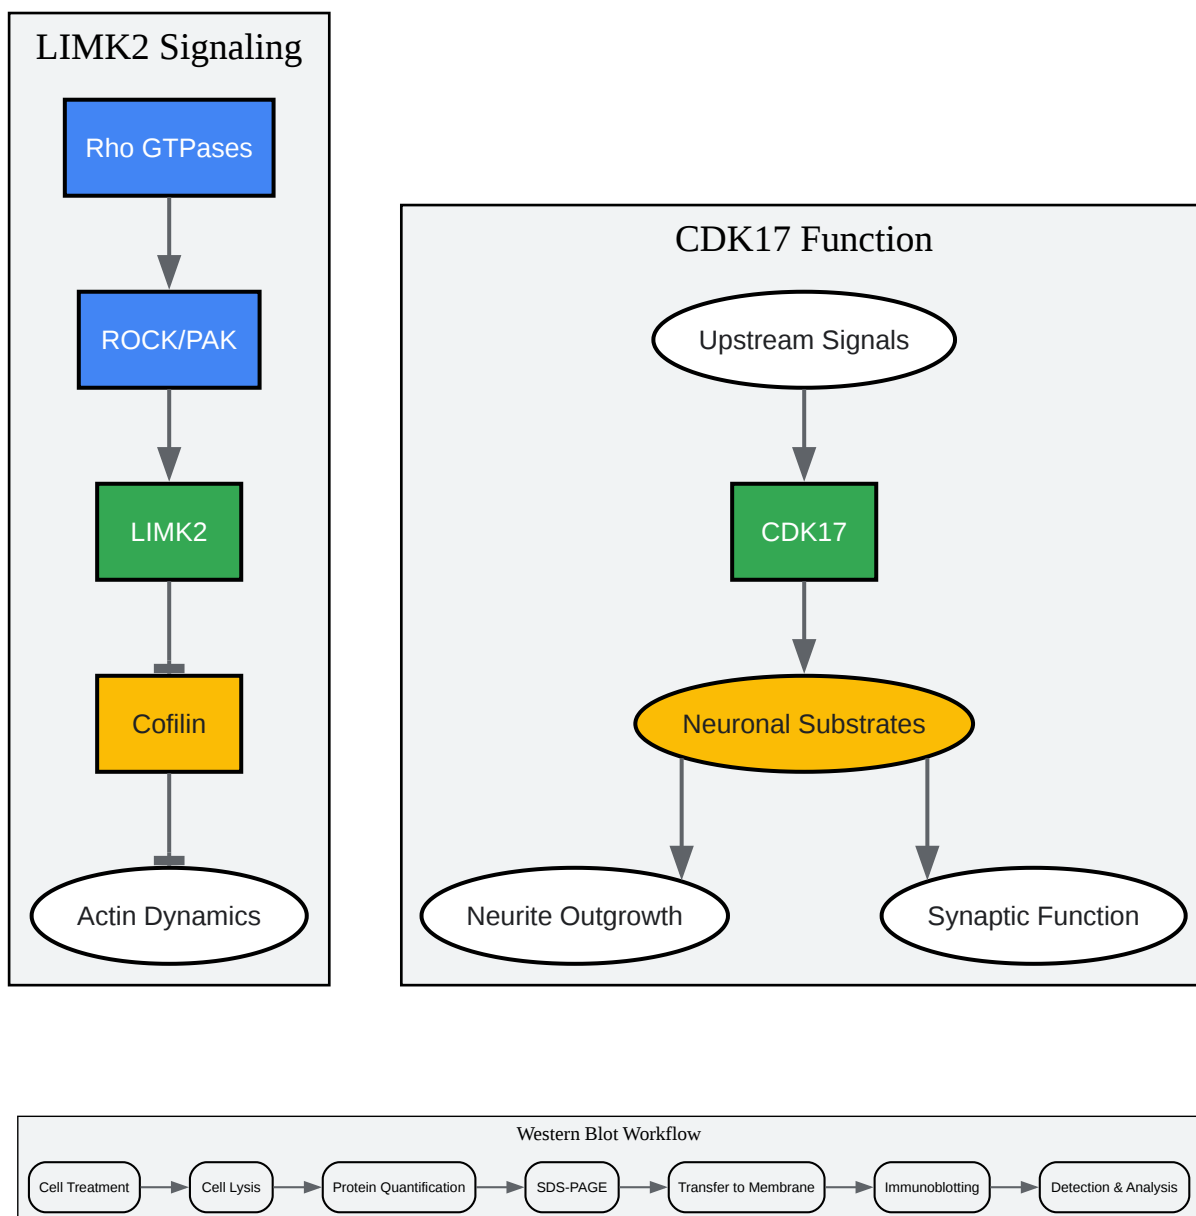 LIMK2 Signaling
Rho GTPases
ROCK/PAK
LIMK2
Cofilin
Actin Dynamics
CDK17 Function
Upstream Signals
CDK17
Neuronal Substrates
Neurite Outgrowth
Synaptic Function
Western Blot Workflow
Cell Treatment
Cell Lysis
Protein Quantification
SDS-PAGE
Transfer to Membrane
Immunoblotting
Detection & Analysis